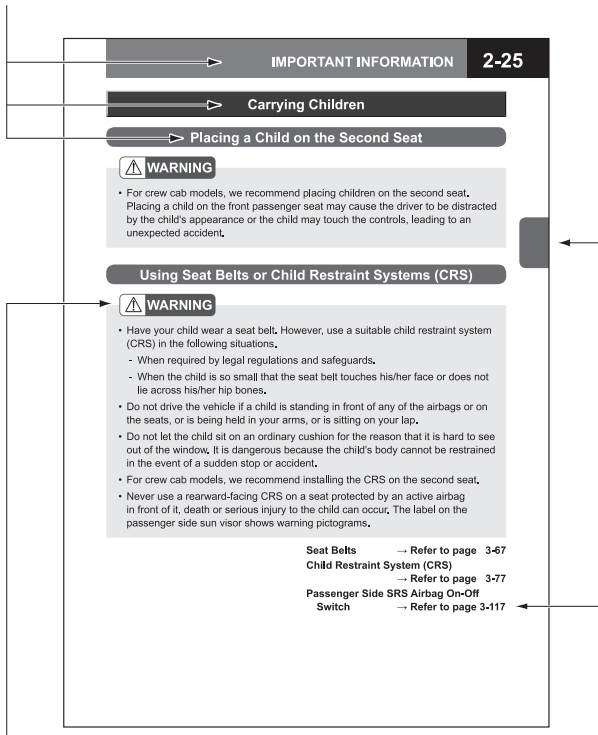 IMPORTANT INFORMATION 2-25
Carrying Children
Placing a Child on the Second Seat
WARNING
• For crew cab models, we recommend placing children on the second seat.
Placing a child on the front passenger seat may cause the driver to be distracted
by the child's appearance or the child may touch the controls, leading to an
unexpected accident.
Using Seat Belts or Child Restraint Systems (CRS)
WARNING
• Have your child wear a seat belt. However, use a suitable child restraint system
(CRS) in the following situations.
- When required by legal regulations and safeguards.
- When the child is so small that the seat belt touches his/her face or does not
lie across his/her hip bones.
• Do not drive the vehicle if a child is standing in front of any of the airbags or on
the seats, or is being held in your arms, or is sitting on your lap.
• Do not let the child sit on an ordinary cushion for the reason that it is hard to see
out of the window. It is dangerous because the child's body cannot be restrained
in the event of a sudden stop or accident.
• For crew cab models, we recommend installing the CRS on the second seat.
• Never use a rearward-facing CRS on a seat protected by an active airbag
in front of it, death or serious injury to the child can occur. The label on the
passenger side sun visor shows warning pictograms.
Seat Belts → Refer to page 3-67
Child Restraint System (CRS)
→ Refer to page 3-77
Passenger Side SRS Airbag On-Off
Switch → Refer to page 3-117